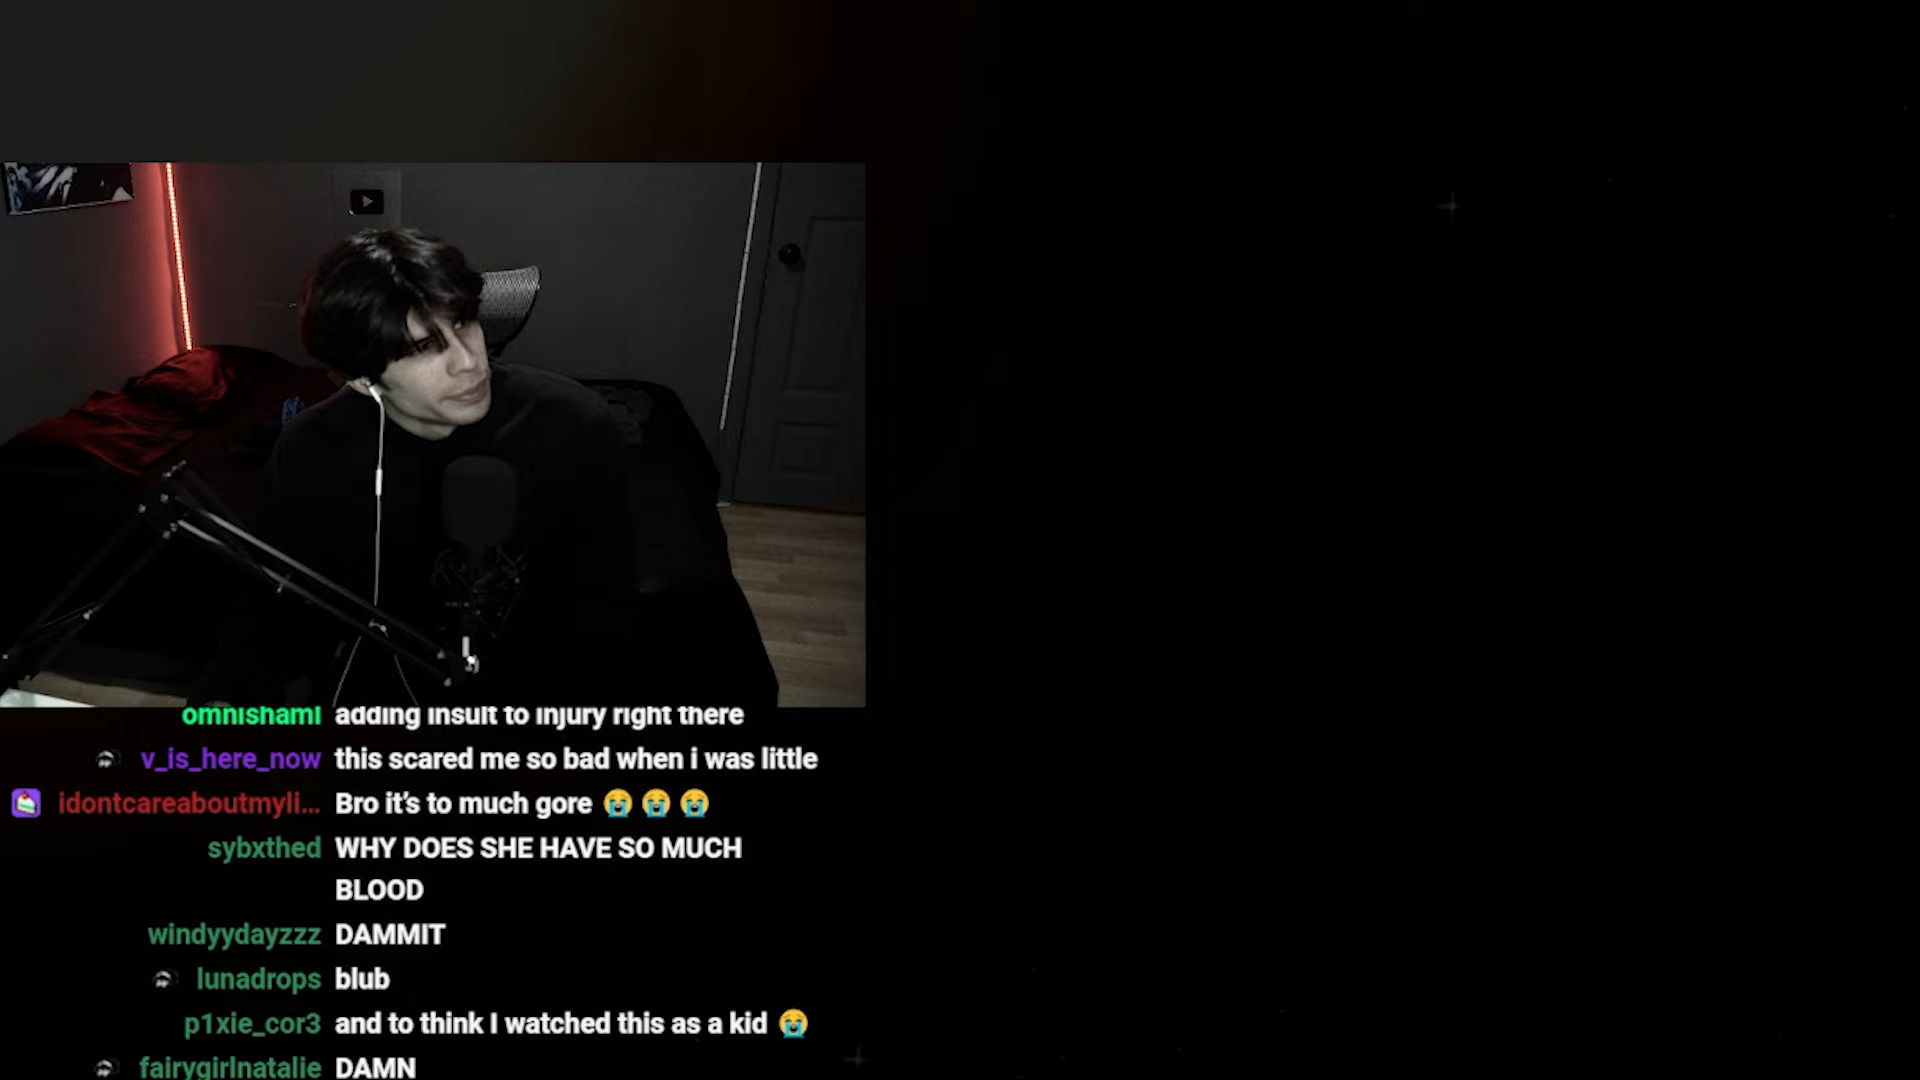 omnishami adding insult to injury right there
v_is_here_now this scared me so bad when i was little
idontcareaboutmyli... Bro it's to much gore 😭 😭 😭
sybxthed WHY DOES SHE HAVE SO MUCH
BLOOD
windyydayzzz DAMMIT
lunadrops blub
p1xie_cor3 and to think I watched this as a kid 😭
fairygirlnatalie DAMN